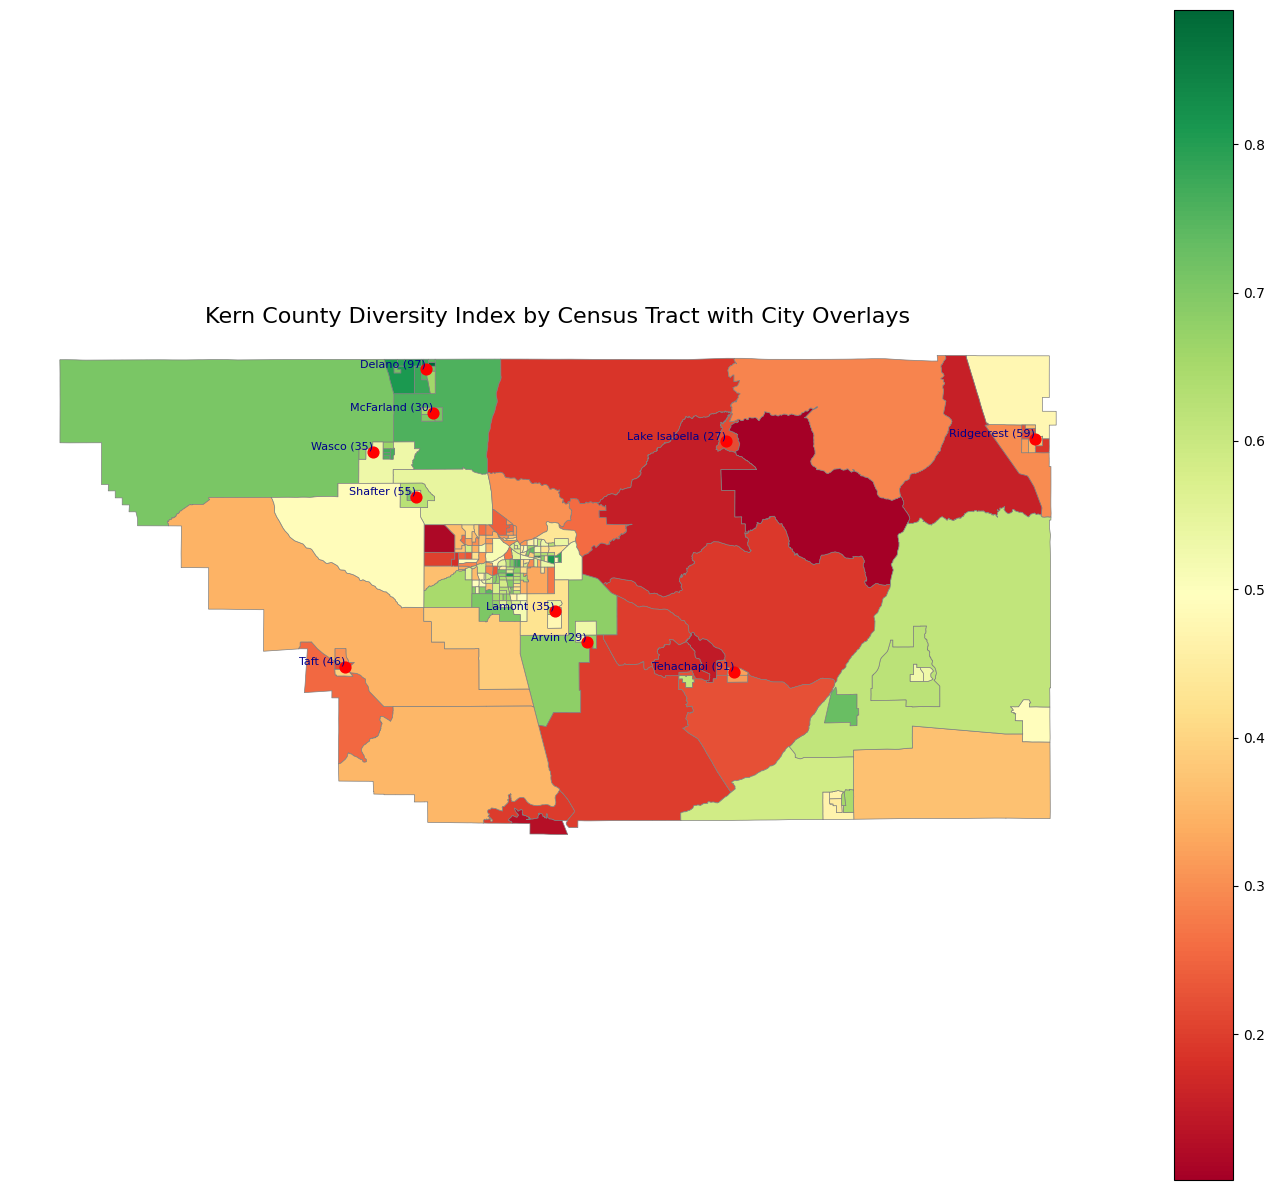 Kern County Diversity Index by Census Tract with City Overlays
Delano (97)
McFarland (30)
Wasco (35)
Lake Isabella (27)
Ridgecrest (59)
Shafter (55)
Lamont (35)
Arvin (29)
Taft (46)
Tehachapi (91)
0.8
0.7
0.6
0.5
0.4
0.3
0.2